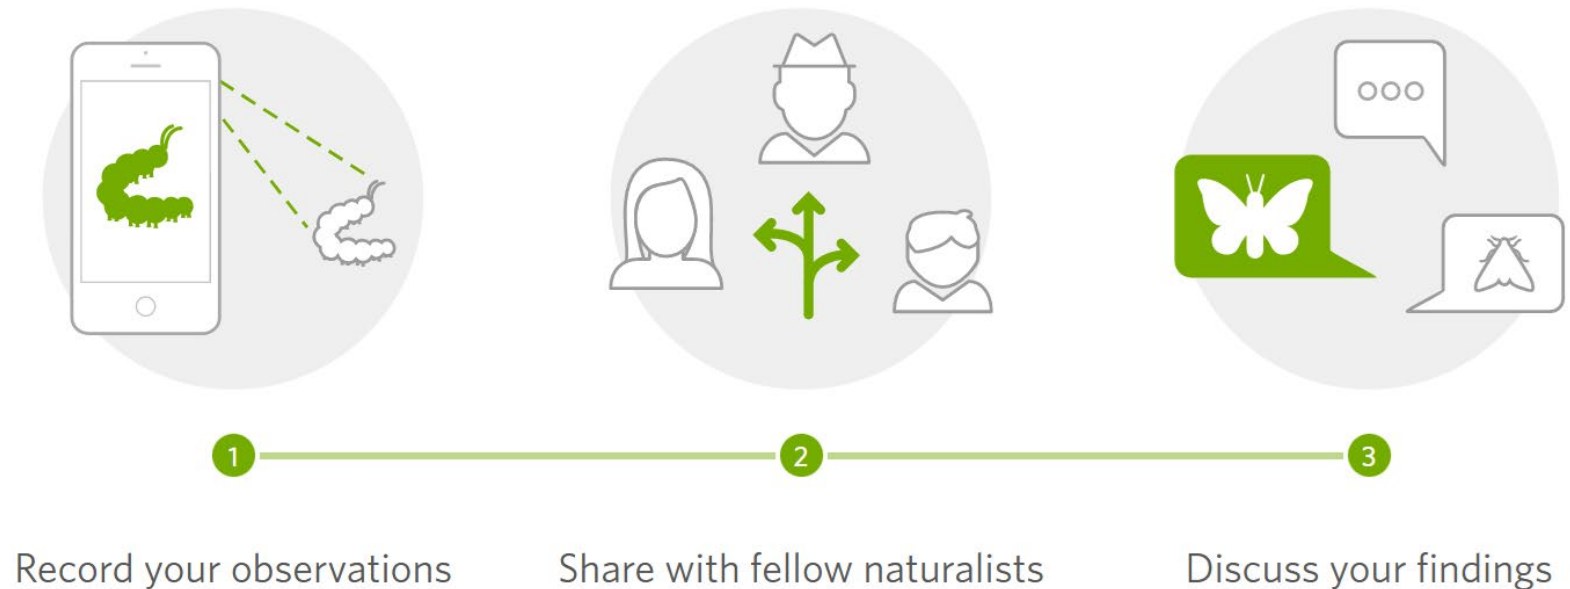 1
2
3
Record your observations
Share with fellow naturalists
Discuss your findings